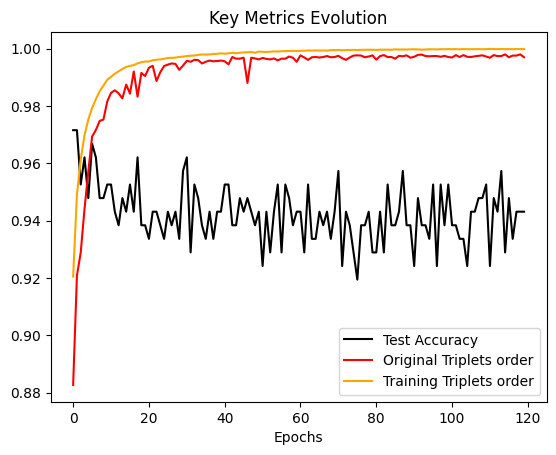 Key Metrics Evolution
1.00
0.98
0.96
0.94
0.92
0.90
0.88
Test Accuracy
Original Triplets order
Training Triplets order
0 20 40 60 80 100 120
Epochs